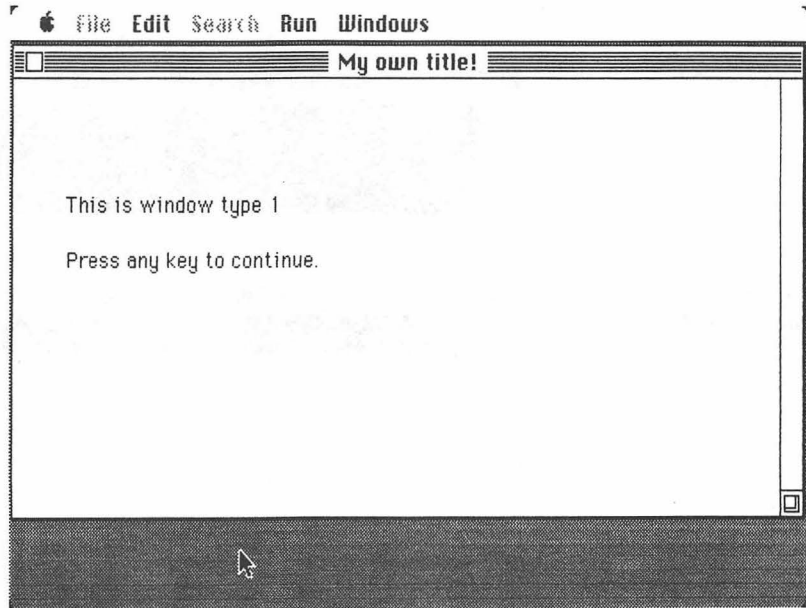 File Edit Search Run Windows
My own title!
This is window type 1
Press any key to continue.